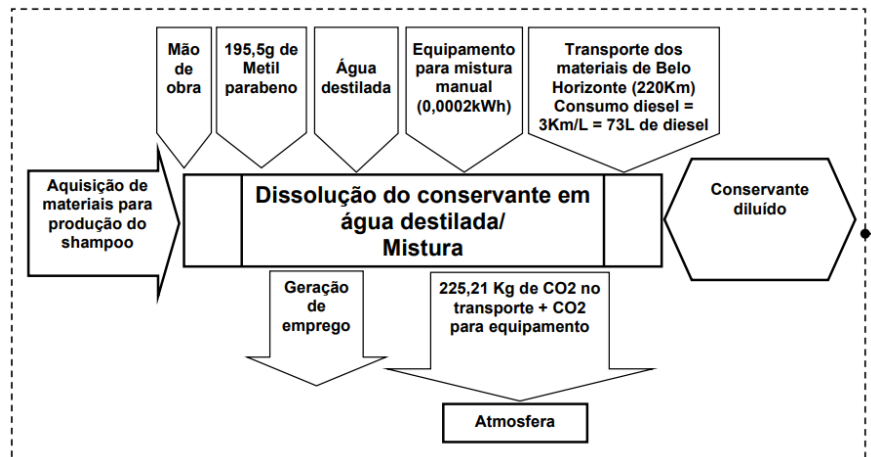 Mão
de
obra
195,5g de
Metil
parabeno
Água
destilada
Equipamento
para mistura
manual
(0,0002kWh)
Transporte dos
materiais de Belo
Horizonte (220Km)
Consumo diesel =
3Km/L = 73L de diesel
Aquisição de
materiais para
produção do
shampoo
Dissolução do conservante em
água destilada/
Mistura
Conservante
diluído
Geração
de
emprego
225,21 Kg de CO2 no
transporte + CO2
para equipamento
Atmosfera